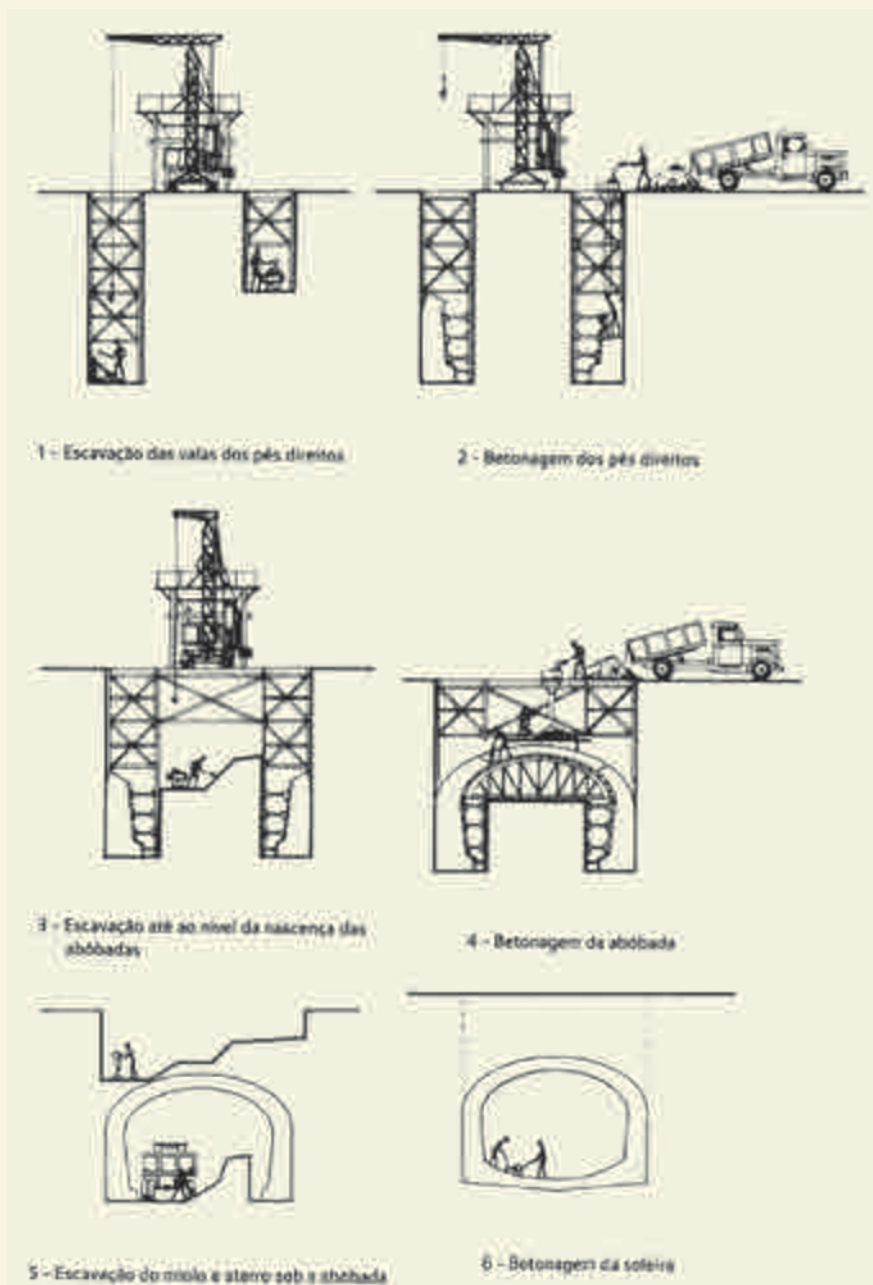 1 - Escavação das valas dos pés direitos
2 - Betonagem dos pés direitos
3 - Escavação até ao nível da nascença das
abóbadas
4 - Betonagem da abóbada
5 - Escavação do miolo e aterro sob a abóbada
6 - Betonagem da soleira